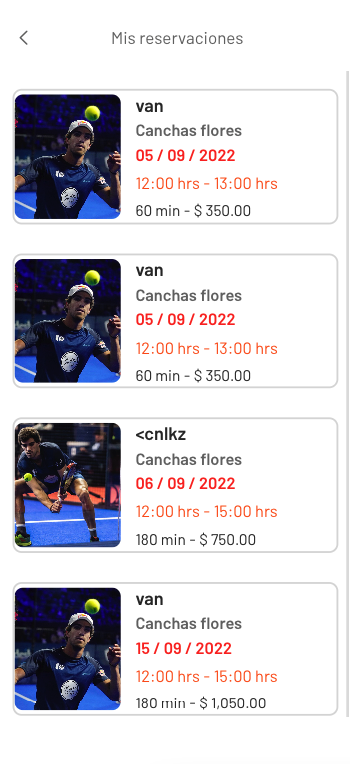 Mis reservaciones
van
Canchas flores
05 / 09 / 2022
12:00 hrs - 13:00 hrs
60 min - $ 350.00
van
Canchas flores
05 / 09 / 2022
12:00 hrs - 13:00 hrs
60 min - $ 350.00
<cnlkz
Canchas flores
06 / 09 / 2022
12:00 hrs - 15:00 hrs
180 min - $ 750.00
van
Canchas flores
15 / 09 / 2022
12:00 hrs - 15:00 hrs
180 min - $ 1,050.00